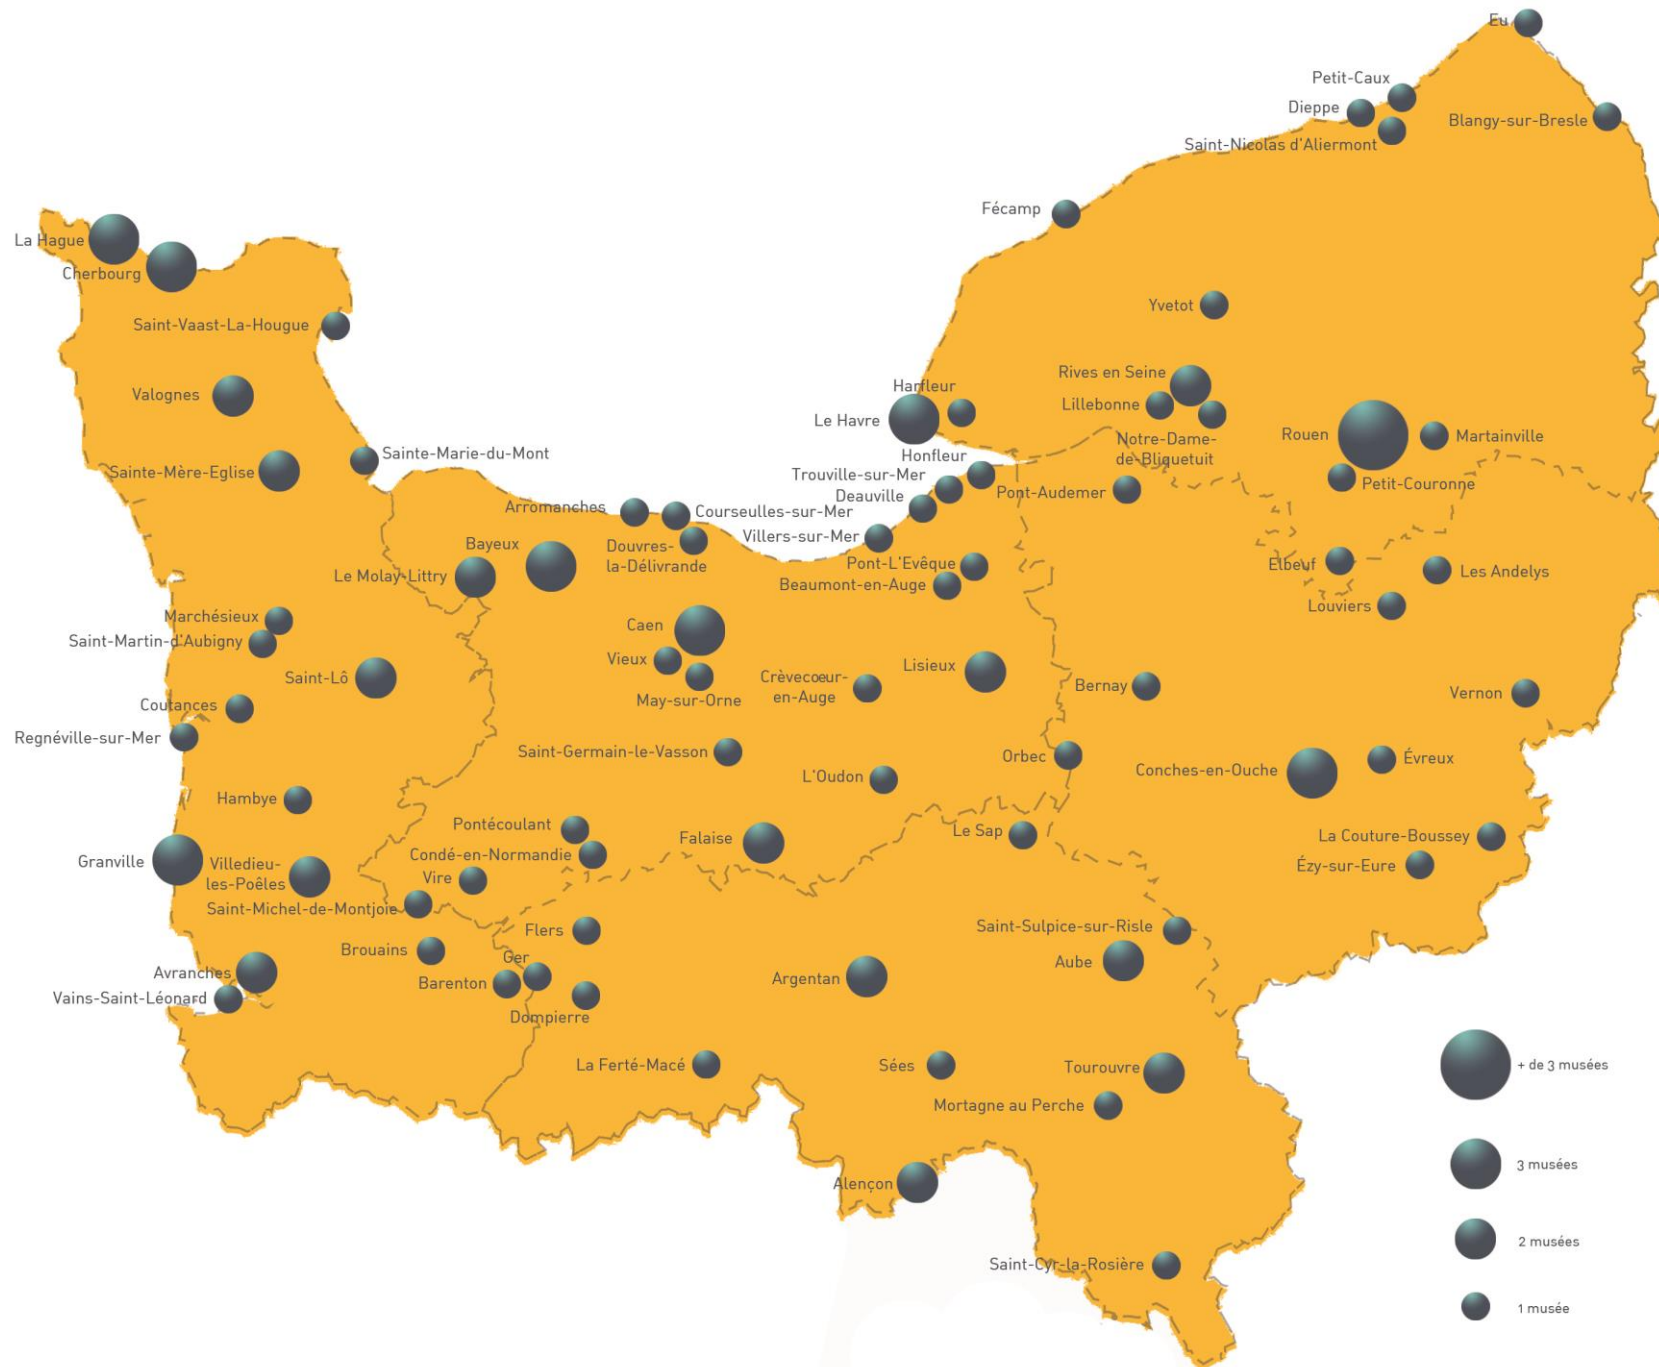 Eu
Petit-Caux
Dieppe
Blangy-sur-Bresle
Saint-Nicolas d'Aliermont
Fécamp
La Hague
Cherbourg
Yvetot
Saint-Vaast-La-Hougue
Rives en Seine
Harfleur
Valognes
Lillebonne
Le Havre
Rouen
Martainville
Notre-Dame-
de-Bliquetuit
Sainte-Marie-du-Mont
Honfleur
Sainte-Mère-Eglise
Trouville-sur-Mer
Petit-Couronne
Pont-Audemer
Deauville
Arromanches
Courseulles-sur-Mer
Villers-sur-Mer
Bayeux
Douvres-
la-Délivrande
Pont-L'Evêque
Elbeuf
Les Andelys
Le Molay-Littry
Beaumont-en-Auge
Louviers
Marchésieux
Caen
Saint-Martin-d'Aubigny
Vieux
Lisieux
Saint-Lô
Crèvecœur-
en-Auge
Bernay
Vernon
May-sur-Orne
Coutances
Regnéville-sur-Mer
Saint-Germain-le-Vasson
Orbec
Évreux
Conches-en-Ouche
L'Oudon
Hambye
Pontécoulant
Le Sap
La Couture-Boussey
Falaise
Condé-en-Normandie
Granville
Villedieu-
les-Poêles
Ézy-sur-Eure
Vire
Saint-Michel-de-Montjoie
Flers
Saint-Sulpice-sur-Risle
Brouains
Ger
Aube
Avranches
Argentan
Barenton
Vains-Saint-Léonard
Dompierre
La Ferté-Macé
Sées
Tourouvre
+ de 3 musées
Mortagne au Perche
3 musées
Alençon
2 musées
Saint-Cyr-la-Rosière
1 musée